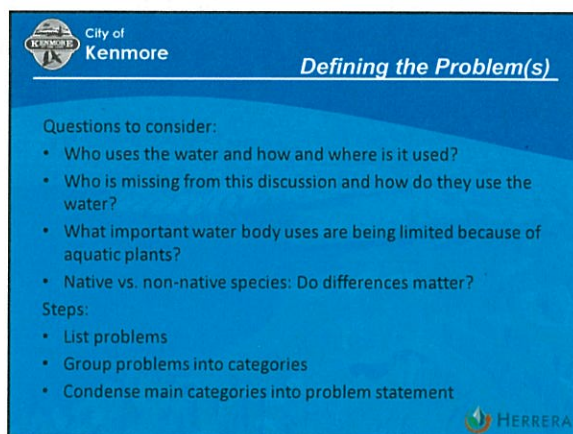 City of
Kenmore
KENMORE
Defining the Problem(s)
Questions to consider:
• Who uses the water and how and where is it used?
• Who is missing from this discussion and how do they use the
water?
• What important water body uses are being limited because of
aquatic plants?
• Native vs. non-native species: Do differences matter?
Steps:
• List problems
• Group problems into categories
• Condense main categories into problem statement
HERRERA